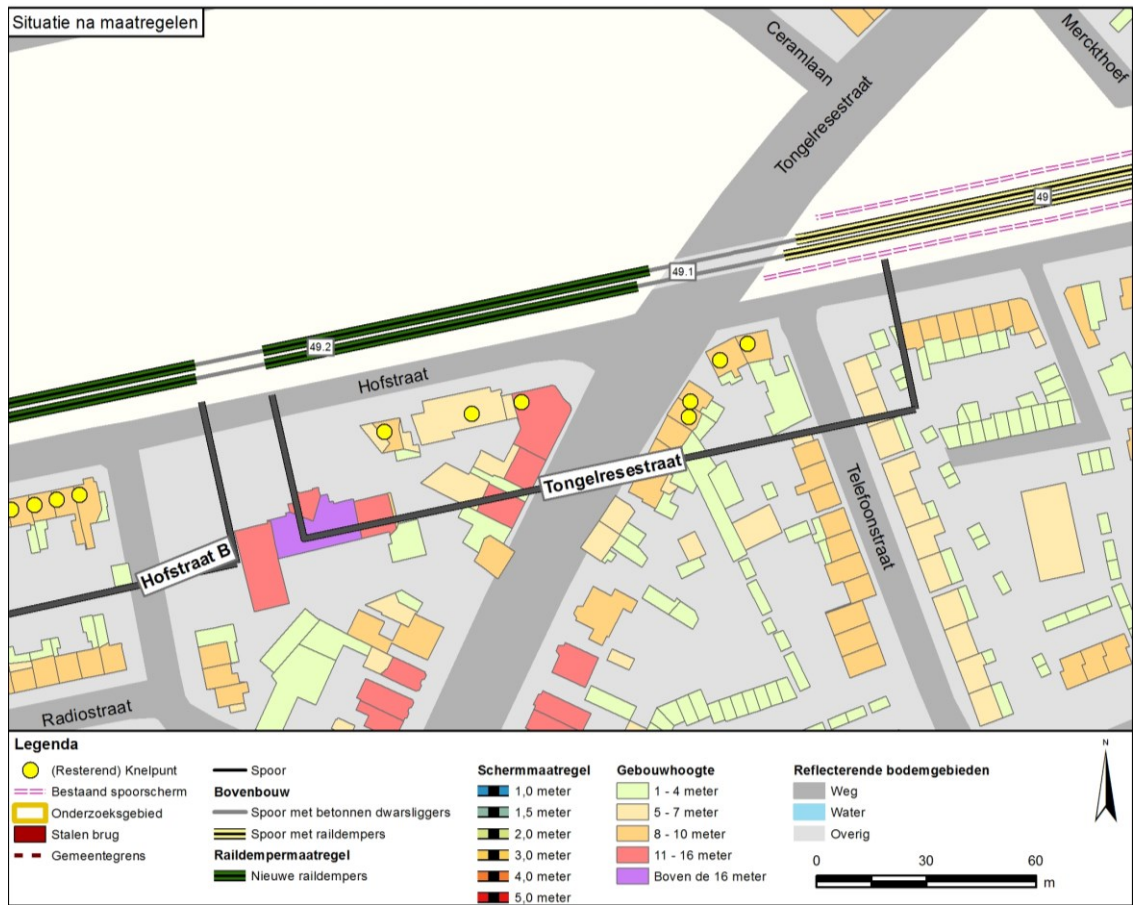 Situatie na maatregelen
Ceramlaan
Merckthoef
Tongelresestraat
49
49.1
49.2
Hofstraat
Tongelresestraat
Telefoonstraat
Hofstraat B
Radiostraat
Legenda
(Resterend) Knelpunt
Bestaand spoorscherm
Onderzoeksgebied
Stalen brug
Gemeentegrens
Spoor
Bovenbouw
Spoor met betonnen dwarsliggers
Spoor met raildempers
Raildempermaatregel
Nieuwe raildempers
Schermmaatregel
1,0 meter
1,5 meter
2,0 meter
3,0 meter
4,0 meter
5,0 meter
Gebouwhoogte
1 - 4 meter
5 - 7 meter
8 - 10 meter
11 - 16 meter
Boven de 16 meter
Reflecterende bodemgebieden
Weg
Water
Overig
N
0 30 60
m